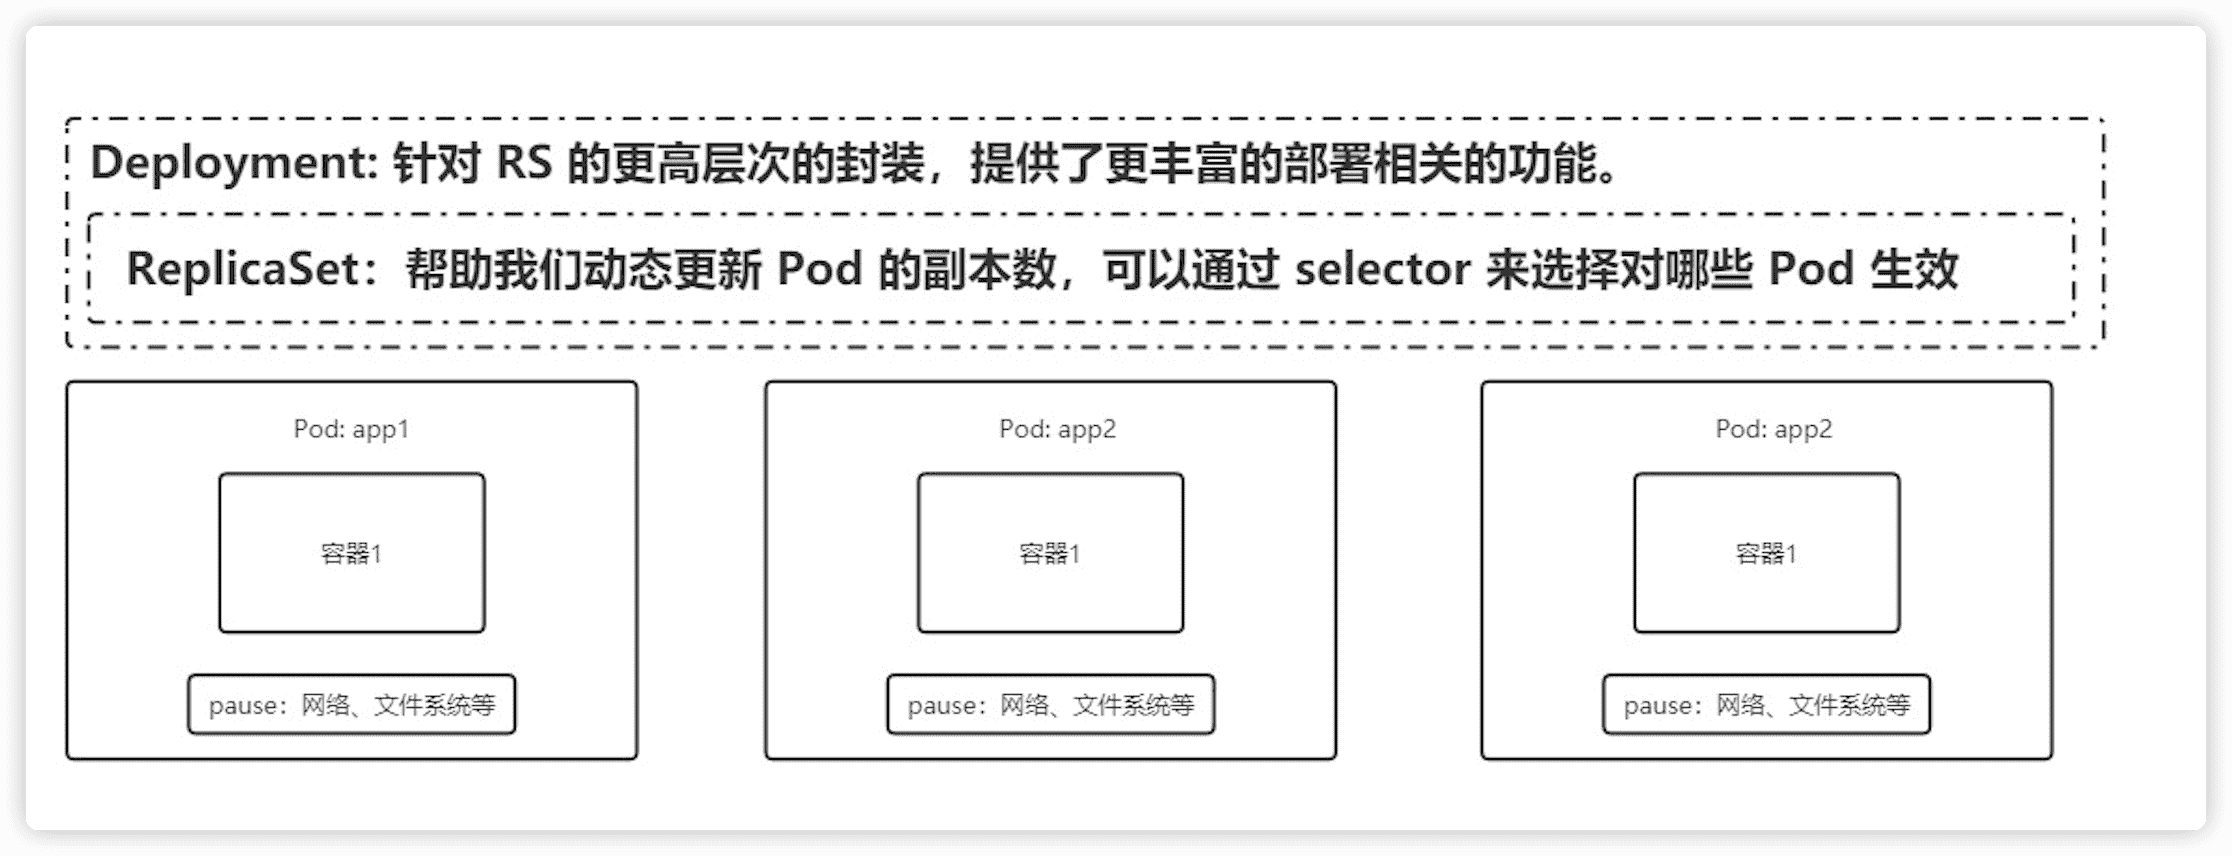 Deployment: 针对 RS 的更高层次的封装，提供了更丰富的部署相关的功能。
ReplicaSet：帮助我们动态更新 Pod 的副本数，可以通过 selector 来选择对哪些 Pod 生效
Pod: app1
容器1
pause：网络、文件系统等
Pod: app2
容器1
pause：网络、文件系统等
Pod: app2
容器1
pause：网络、文件系统等